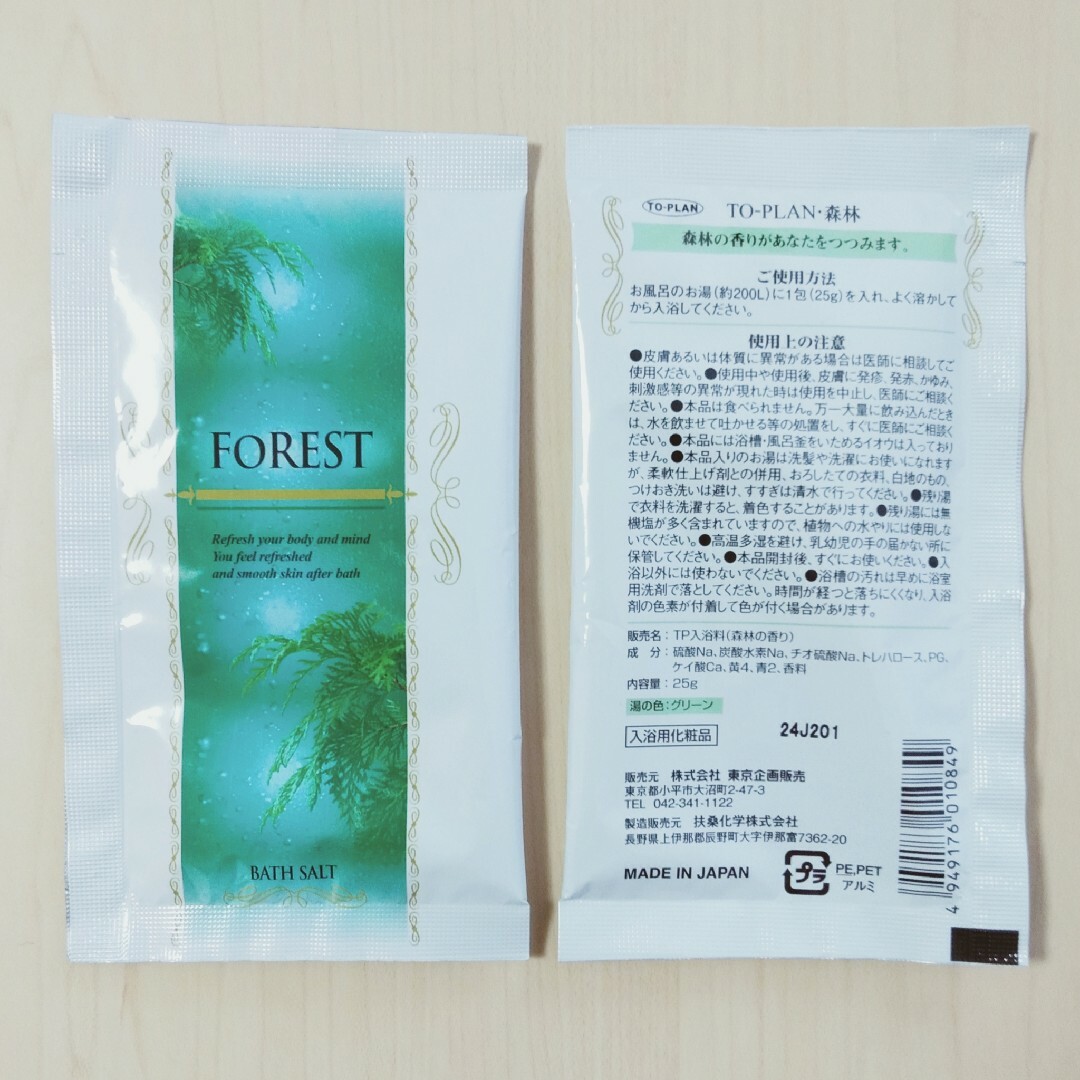 FOREST
Refresh your body and mind
You feel refreshed
and smooth skin after bath
BATH SALT
TO-PLAN
TO-PLAN・森林
森林の香りがあなたをつつみます。
ご使用方法
お風呂のお湯(約200L)に1包(25g)を入れ、よく溶かして
から入浴してください。
使用上の注意
●皮膚あるいは体質に異常がある場合は医師に相談してご
使用ください。●使用中や使用後、皮膚に発疹、発赤、かゆみ、
刺激感等の異常が現れた時は使用を中止し、医師にご相談く
ださい。●本品は食べられません。万一大量に飲み込んだとき
は、水を飲ませて吐かせる等の処置をし、すぐに医師にご相談く
ださい。●本品には浴槽・風呂釜をいためるイオウは入っており
ません。●本品入りのお湯は洗髪や洗濯にお使いになれます
が、柔軟仕上げ剤との併用、おろしたての衣料、白地のもの、
つけおき洗いは避け、すすぎは清水で行ってください。●残り湯
で衣料を洗濯すると、着色することがあります。●残り湯には無
機塩が多く含まれていますので、植物への水やりには使用しな
いでください。●高温多湿を避け、乳幼児の手の届かない所に
保管してください。●本品開封後、すぐにお使いください。●入
浴以外には使わないでください。●浴槽の汚れは早めに浴室
用洗剤で落としてください。時間が経つと落ちにくくなり、入浴
剤の色素が付着して色が付く場合があります。
販売名:TP入浴料(森林の香り)
成 分:硫酸Na、炭酸水素Na、チオ硫酸Na、トレハロース、PG、
ケイ酸Ca、黄4、青2、香料
内容量:25g
湯の色:グリーン
入浴用化粧品
24J201
販売元 株式会社 東京企画販売
東京都小平市大沼町2-47-3
TEL 042-341-1122
製造販売元 扶桑化学株式会社
長野県上伊那郡辰野町大字伊那富7362-20
MADE IN JAPAN
プラ
PE,PET
アルミ
4 949176 010849